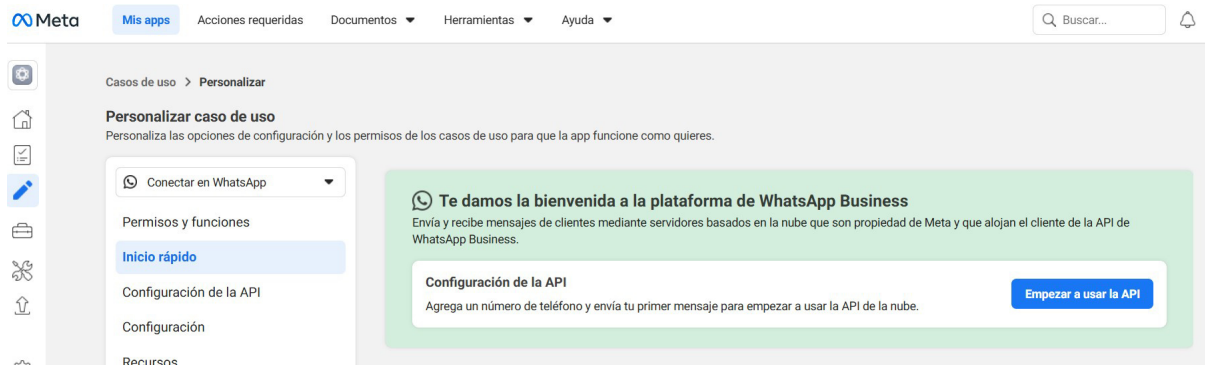 Meta
Mis apps
Acciones requeridas
Documentos
Herramientas
Ayuda
Buscar...
Casos de uso > Personalizar
Personalizar caso de uso
Personaliza las opciones de configuración y los permisos de los casos de uso para que la app funcione como quieres.
Conectar en WhatsApp
Permisos y funciones
Inicio rápido
Configuración de la API
Configuración
Recursos
Te damos la bienvenida a la plataforma de WhatsApp Business
Envía y recibe mensajes de clientes mediante servidores basados en la nube que son propiedad de Meta y que alojan el cliente de la API de
WhatsApp Business.
Configuración de la API
Agrega un número de teléfono y envía tu primer mensaje para empezar a usar la API de la nube.
Empezar a usar la API